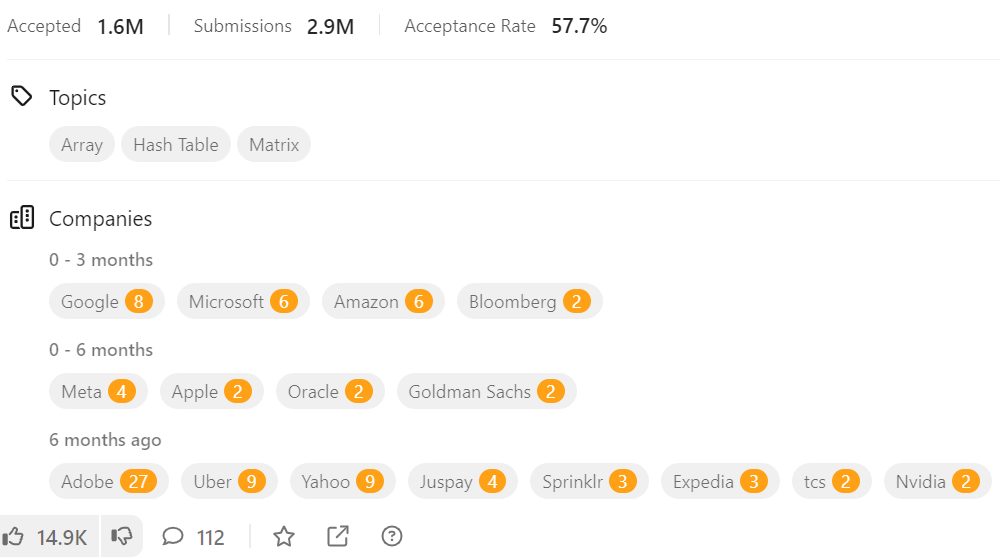 Accepted 1.6M Submissions 2.9M Acceptance Rate 57.7%
Topics
Array Hash Table Matrix
Companies
0 - 3 months
Google 8 Microsoft 6 Amazon 6 Bloomberg 2
0 - 6 months
Meta 4 Apple 2 Oracle 2 Goldman Sachs 2
6 months ago
Adobe 27 Uber 9 Yahoo 9 Juspay 4 Sprinklr 3 Expedia 3 tcs 2 Nvidia 2
14.9K 112